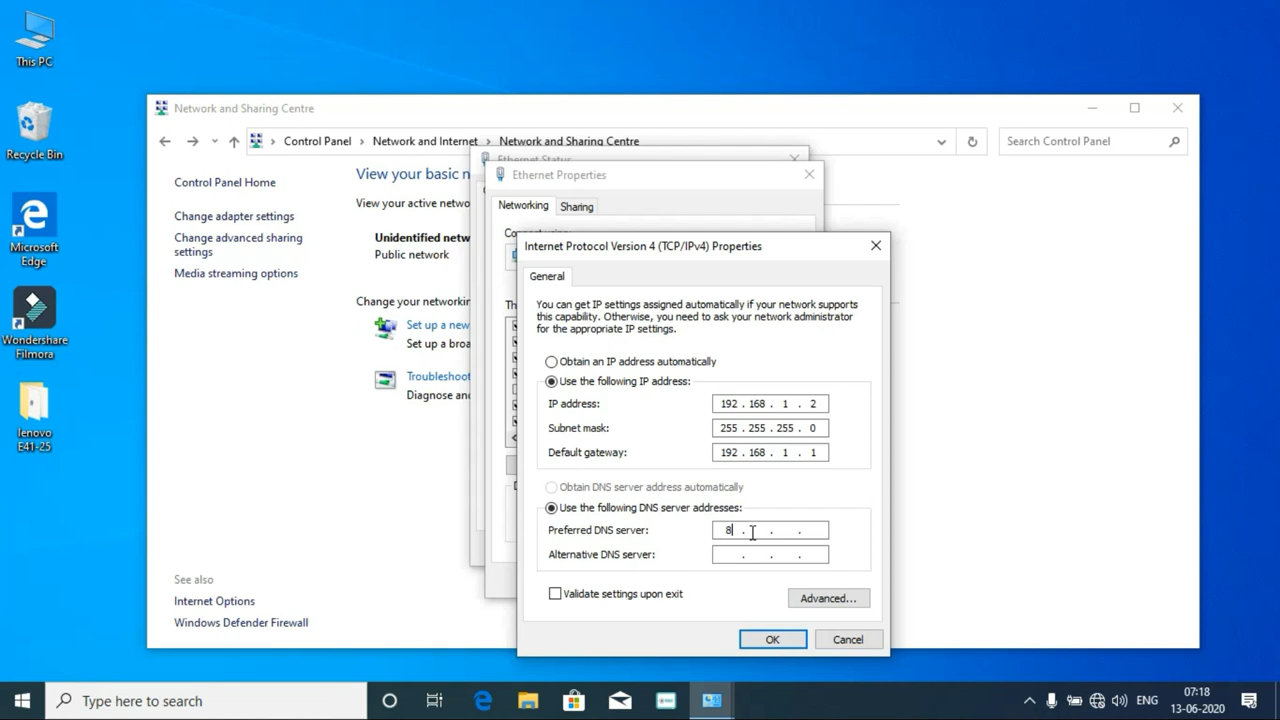 This PC
Recycle Bin
Microsoft
Edge
Wondershare
Filmora
lenovo
E41-25
Network and Sharing Centre
Control Panel > Network and Internet > Network and Sharing Centre
Search Control Panel
Control Panel Home
Change adapter settings
Change advanced sharing
settings
Media streaming options
See also
Internet Options
Windows Defender Firewall
View your basic n
View your active netwo
Unidentified netw
Public network
Change your networkin
Set up a new
Set up a broa
Troubleshoot
Diagnose and
Ethernet Status
Ethernet Properties
Networking
Sharing
Internet Protocol Version 4 (TCP/IPv4) Properties
General
You can get IP settings assigned automatically if your network supports
this capability. Otherwise, you need to ask your network administrator
for the appropriate IP settings.
Obtain an IP address automatically
Use the following IP address:
IP address: 192 . 168 . 1 . 2
Subnet mask: 255 . 255 . 255 . 0
Default gateway: 192 . 168 . 1 . 1
Obtain DNS server address automatically
Use the following DNS server addresses:
Preferred DNS server: 8 . . .
Alternative DNS server: . . .
Validate settings upon exit
Advanced...
OK
Cancel
Type here to search
ENG
07:18
13-06-2020